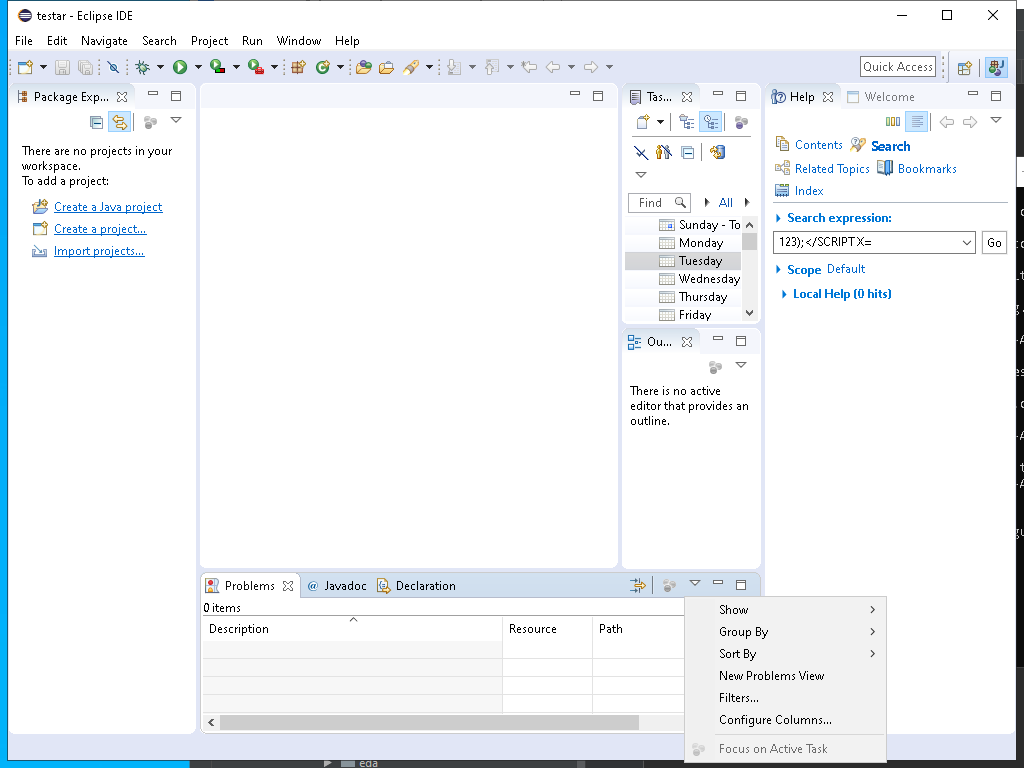 testar - Eclipse IDE
File Edit Navigate Search Project Run Window Help
Quick Access
Package Exp...
There are no projects in your
workspace.
To add a project:
Create a Java project
Create a project...
Import projects...
Tas...
Find
All
Sunday - To
Monday
Tuesday
Wednesday
Thursday
Friday
Ou...
There is no active
editor that provides an
outline.
Help Welcome
Contents Search
Related Topics Bookmarks
Index
Search expression:
123);</SCRIPT X=
Go
Scope Default
Local Help (0 hits)
Problems @ Javadoc Declaration
0 items
Description Resource Path
Show
Group By
Sort By
New Problems View
Filters...
Configure Columns...
Focus on Active Task
eda